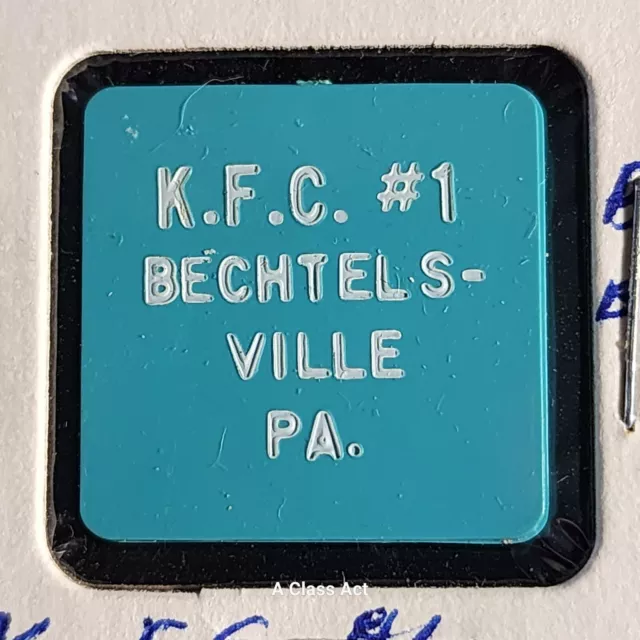 K.F.C. #1
BECHTELS-
VILLE
PA.
A Class Act